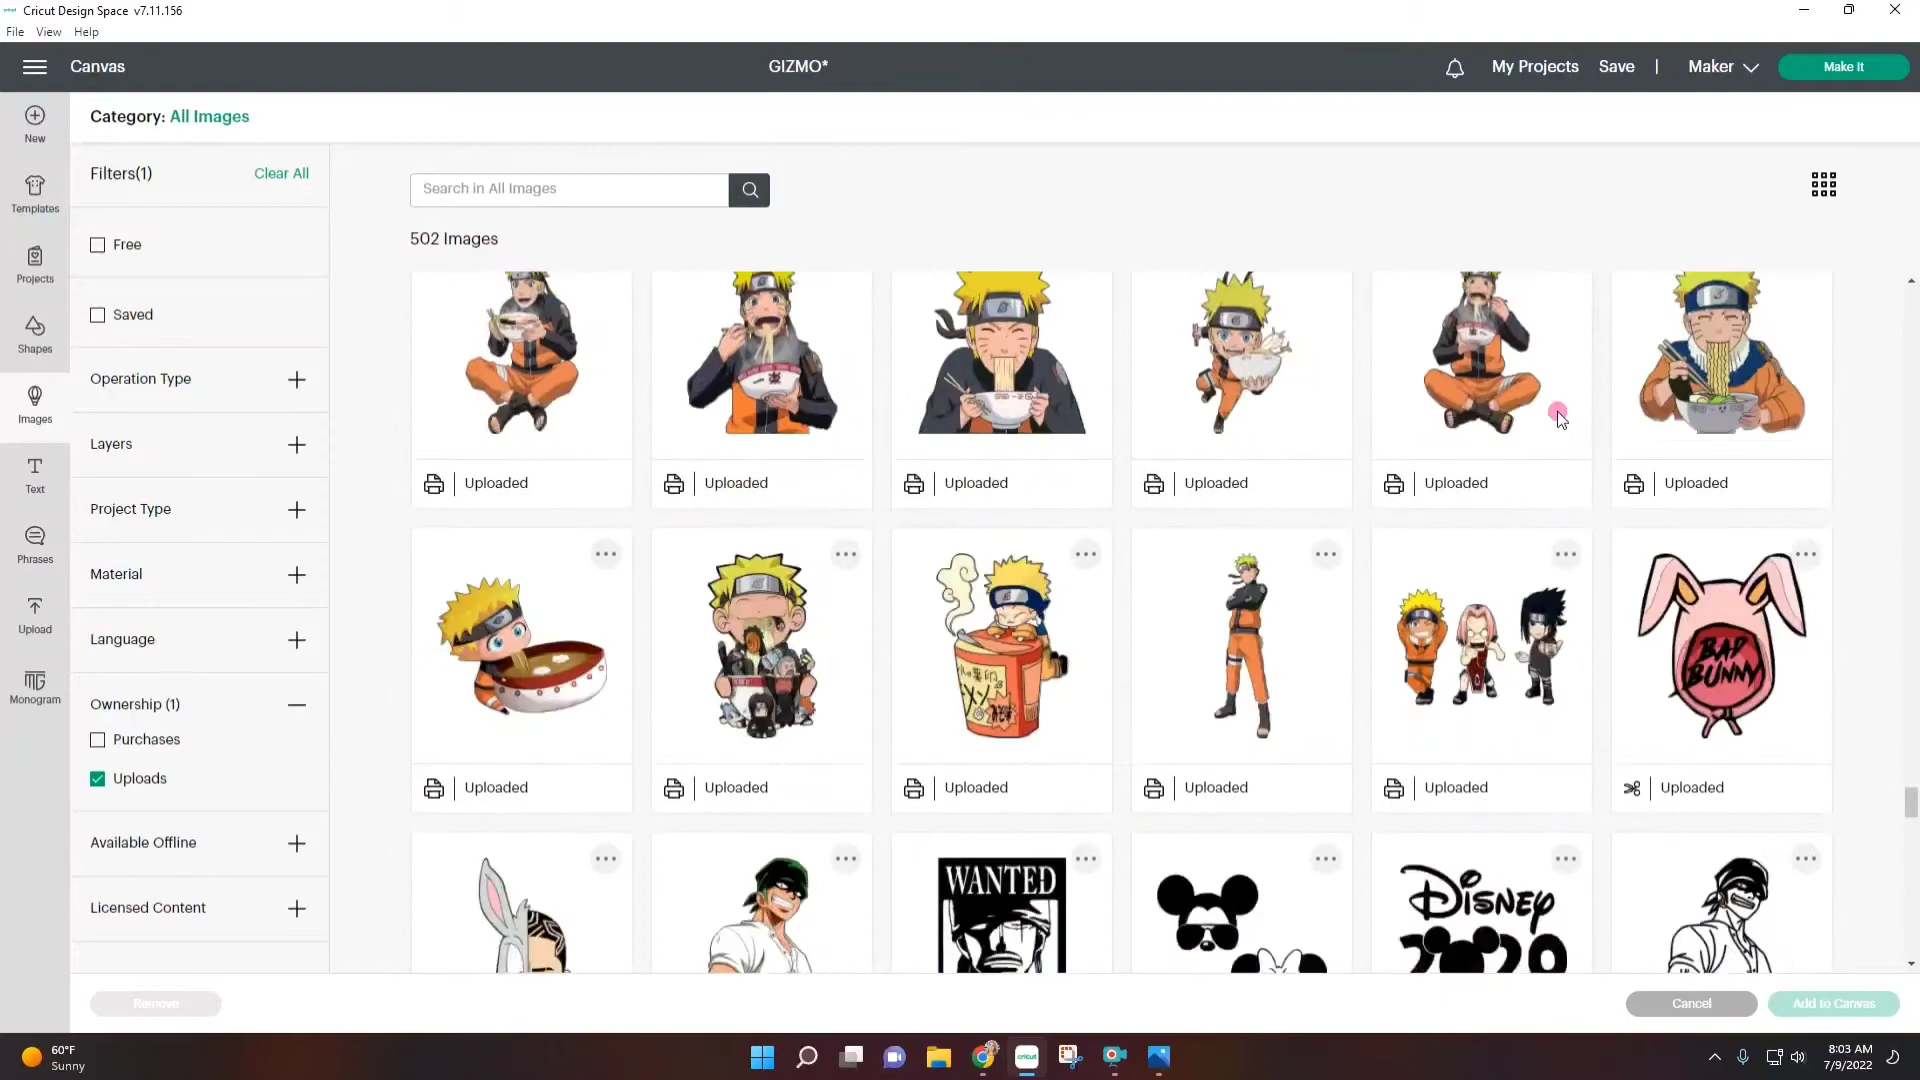 cricut Cricut Design Space v7.11.156
File View Help
Canvas GIZMO* My Projects Save | Maker Make It
Category: All Images
New
Templates
Projects
Shapes
Images
Text
Phrases
Upload
Monogram
Filters(1) Clear All
Free
Saved
Operation Type
Layers
Project Type
Material
Language
Ownership (1)
Purchases
Uploads
Available Offline
Licensed Content
Search in All Images
502 Images
Uploaded Uploaded Uploaded Uploaded Uploaded Uploaded
BAD
BUNNY
Uploaded Uploaded Uploaded Uploaded Uploaded Uploaded
WANTED
Disney
Remove Cancel Add to Canvas
60°F
Sunny
cricut
8:03 AM
7/9/2022